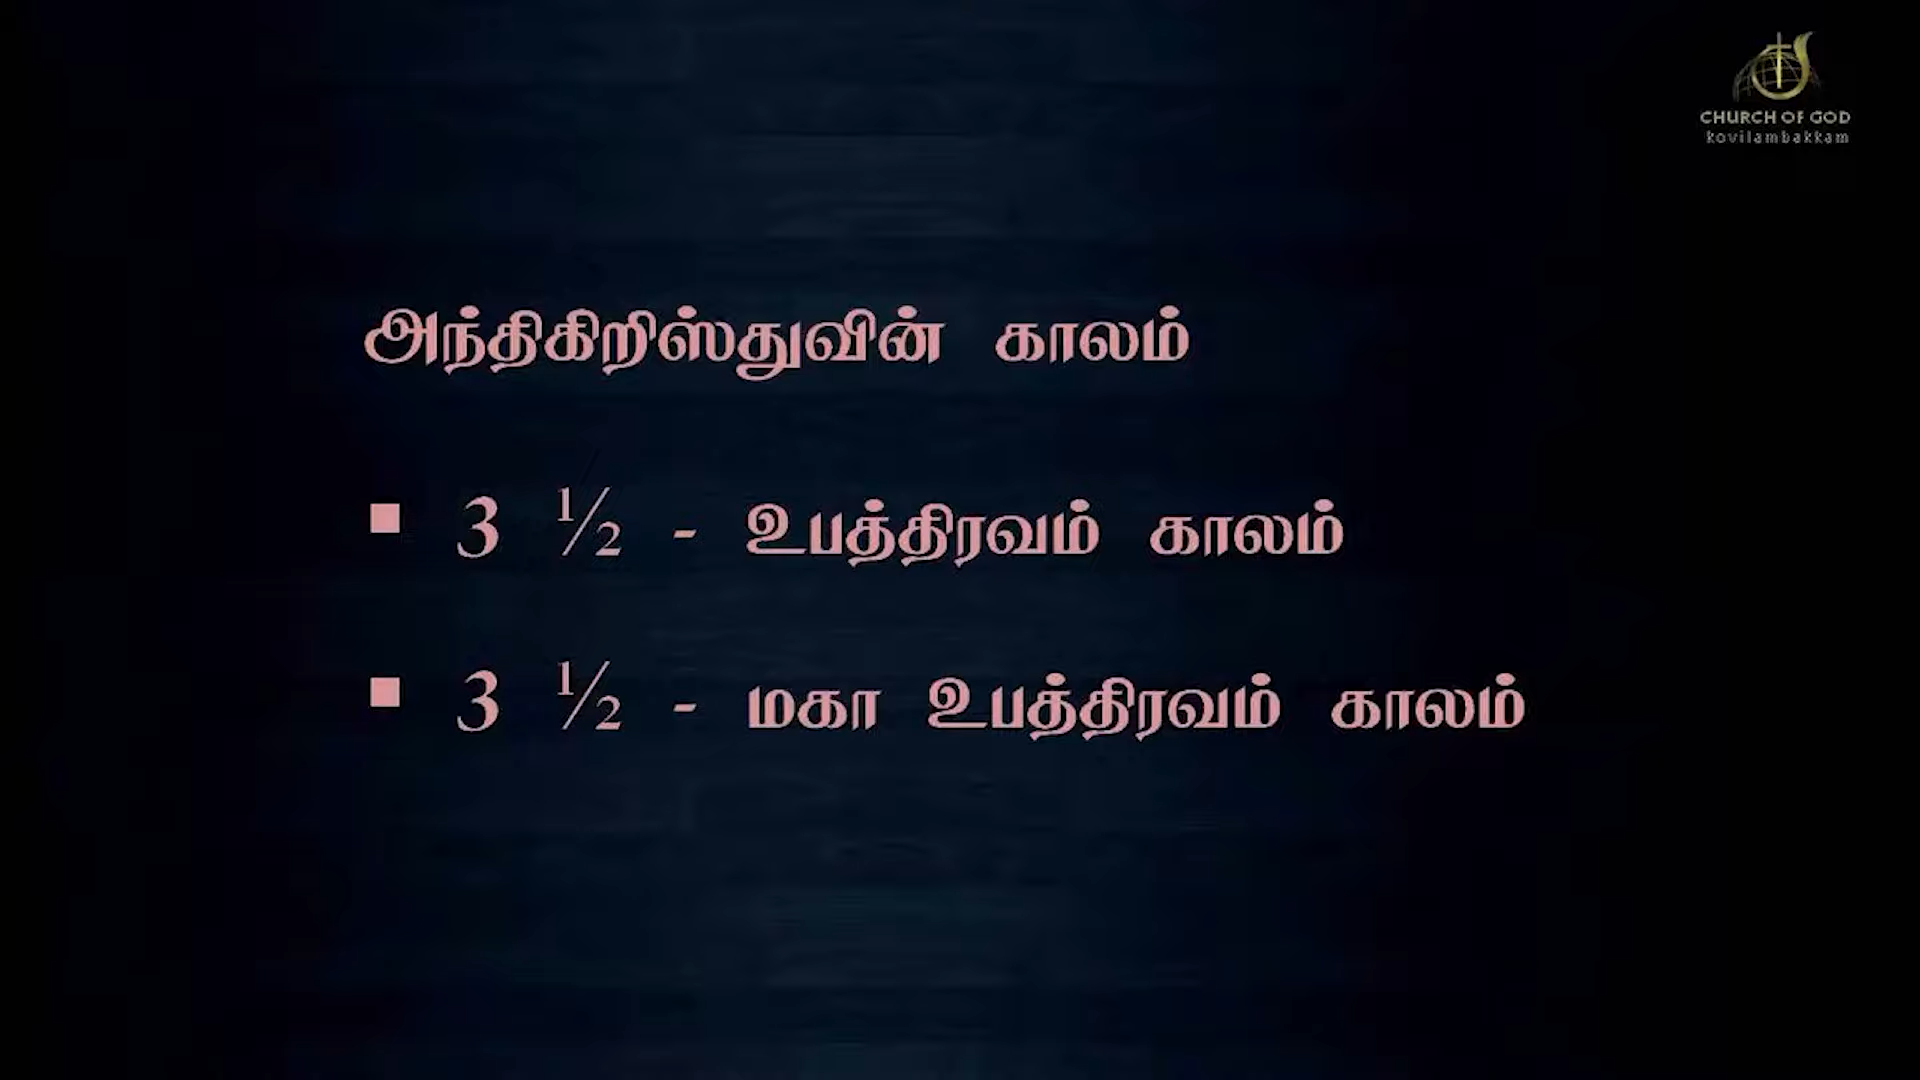 CHURCH OF GOD
kovilambakkam
அந்திகிறிஸ்துவின் காலம்
▪ 3 ½ - உபத்திரவம் காலம்
▪ 3 ½ - மகா உபத்திரவம் காலம்